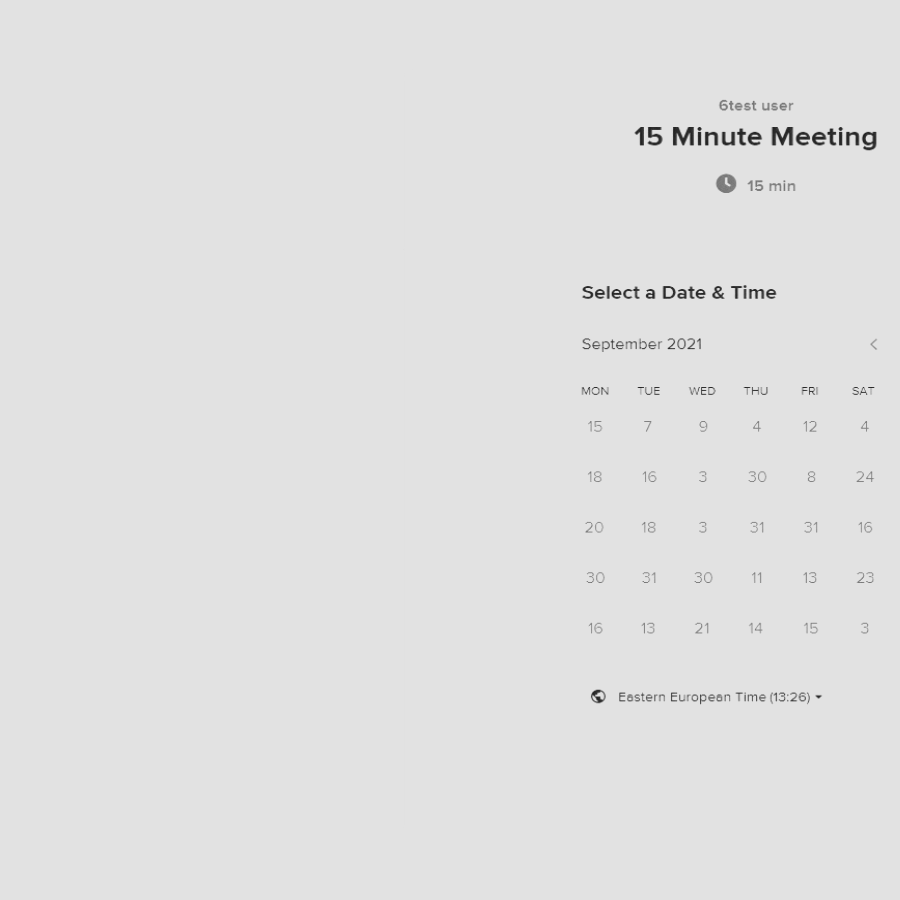 6test user
15 Minute Meeting
15 min
Select a Date & Time
September 2021
MON TUE WED THU FRI SAT
15 7 9 4 12 4
18 16 3 30 8 24
20 18 3 31 31 16
30 31 30 11 13 23
16 13 21 14 15 3
Eastern European Time (13:26)